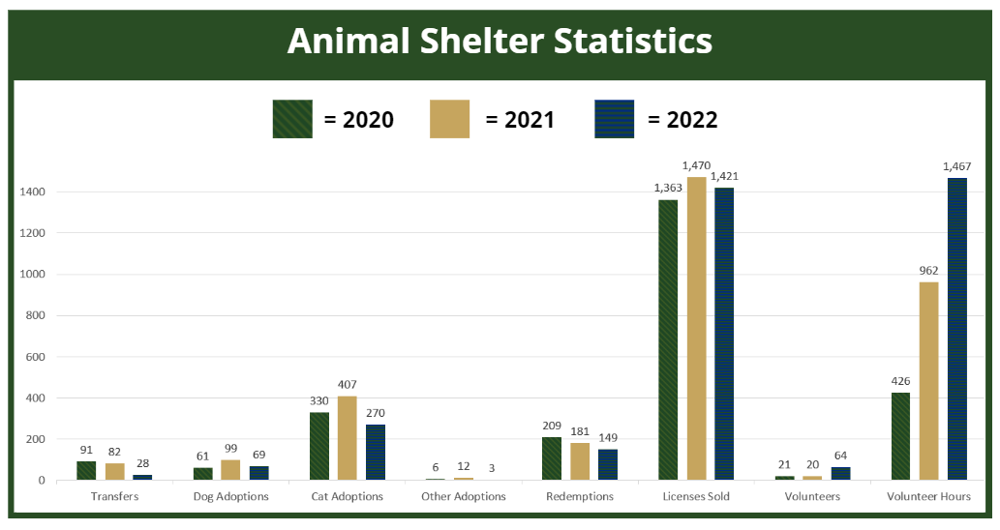 Animal Shelter Statistics
= 2020 = 2021 = 2022
1,470 1,467
1,363 1,421
1400
1200
1000 962
800
600
400 330 407 270 426
200 91 82 28 61 99 69 209 181 149 64
0 6 12 3 21 20
Transfers Dog Adoptions Cat Adoptions Other Adoptions Redemptions Licenses Sold Volunteers Volunteer Hours